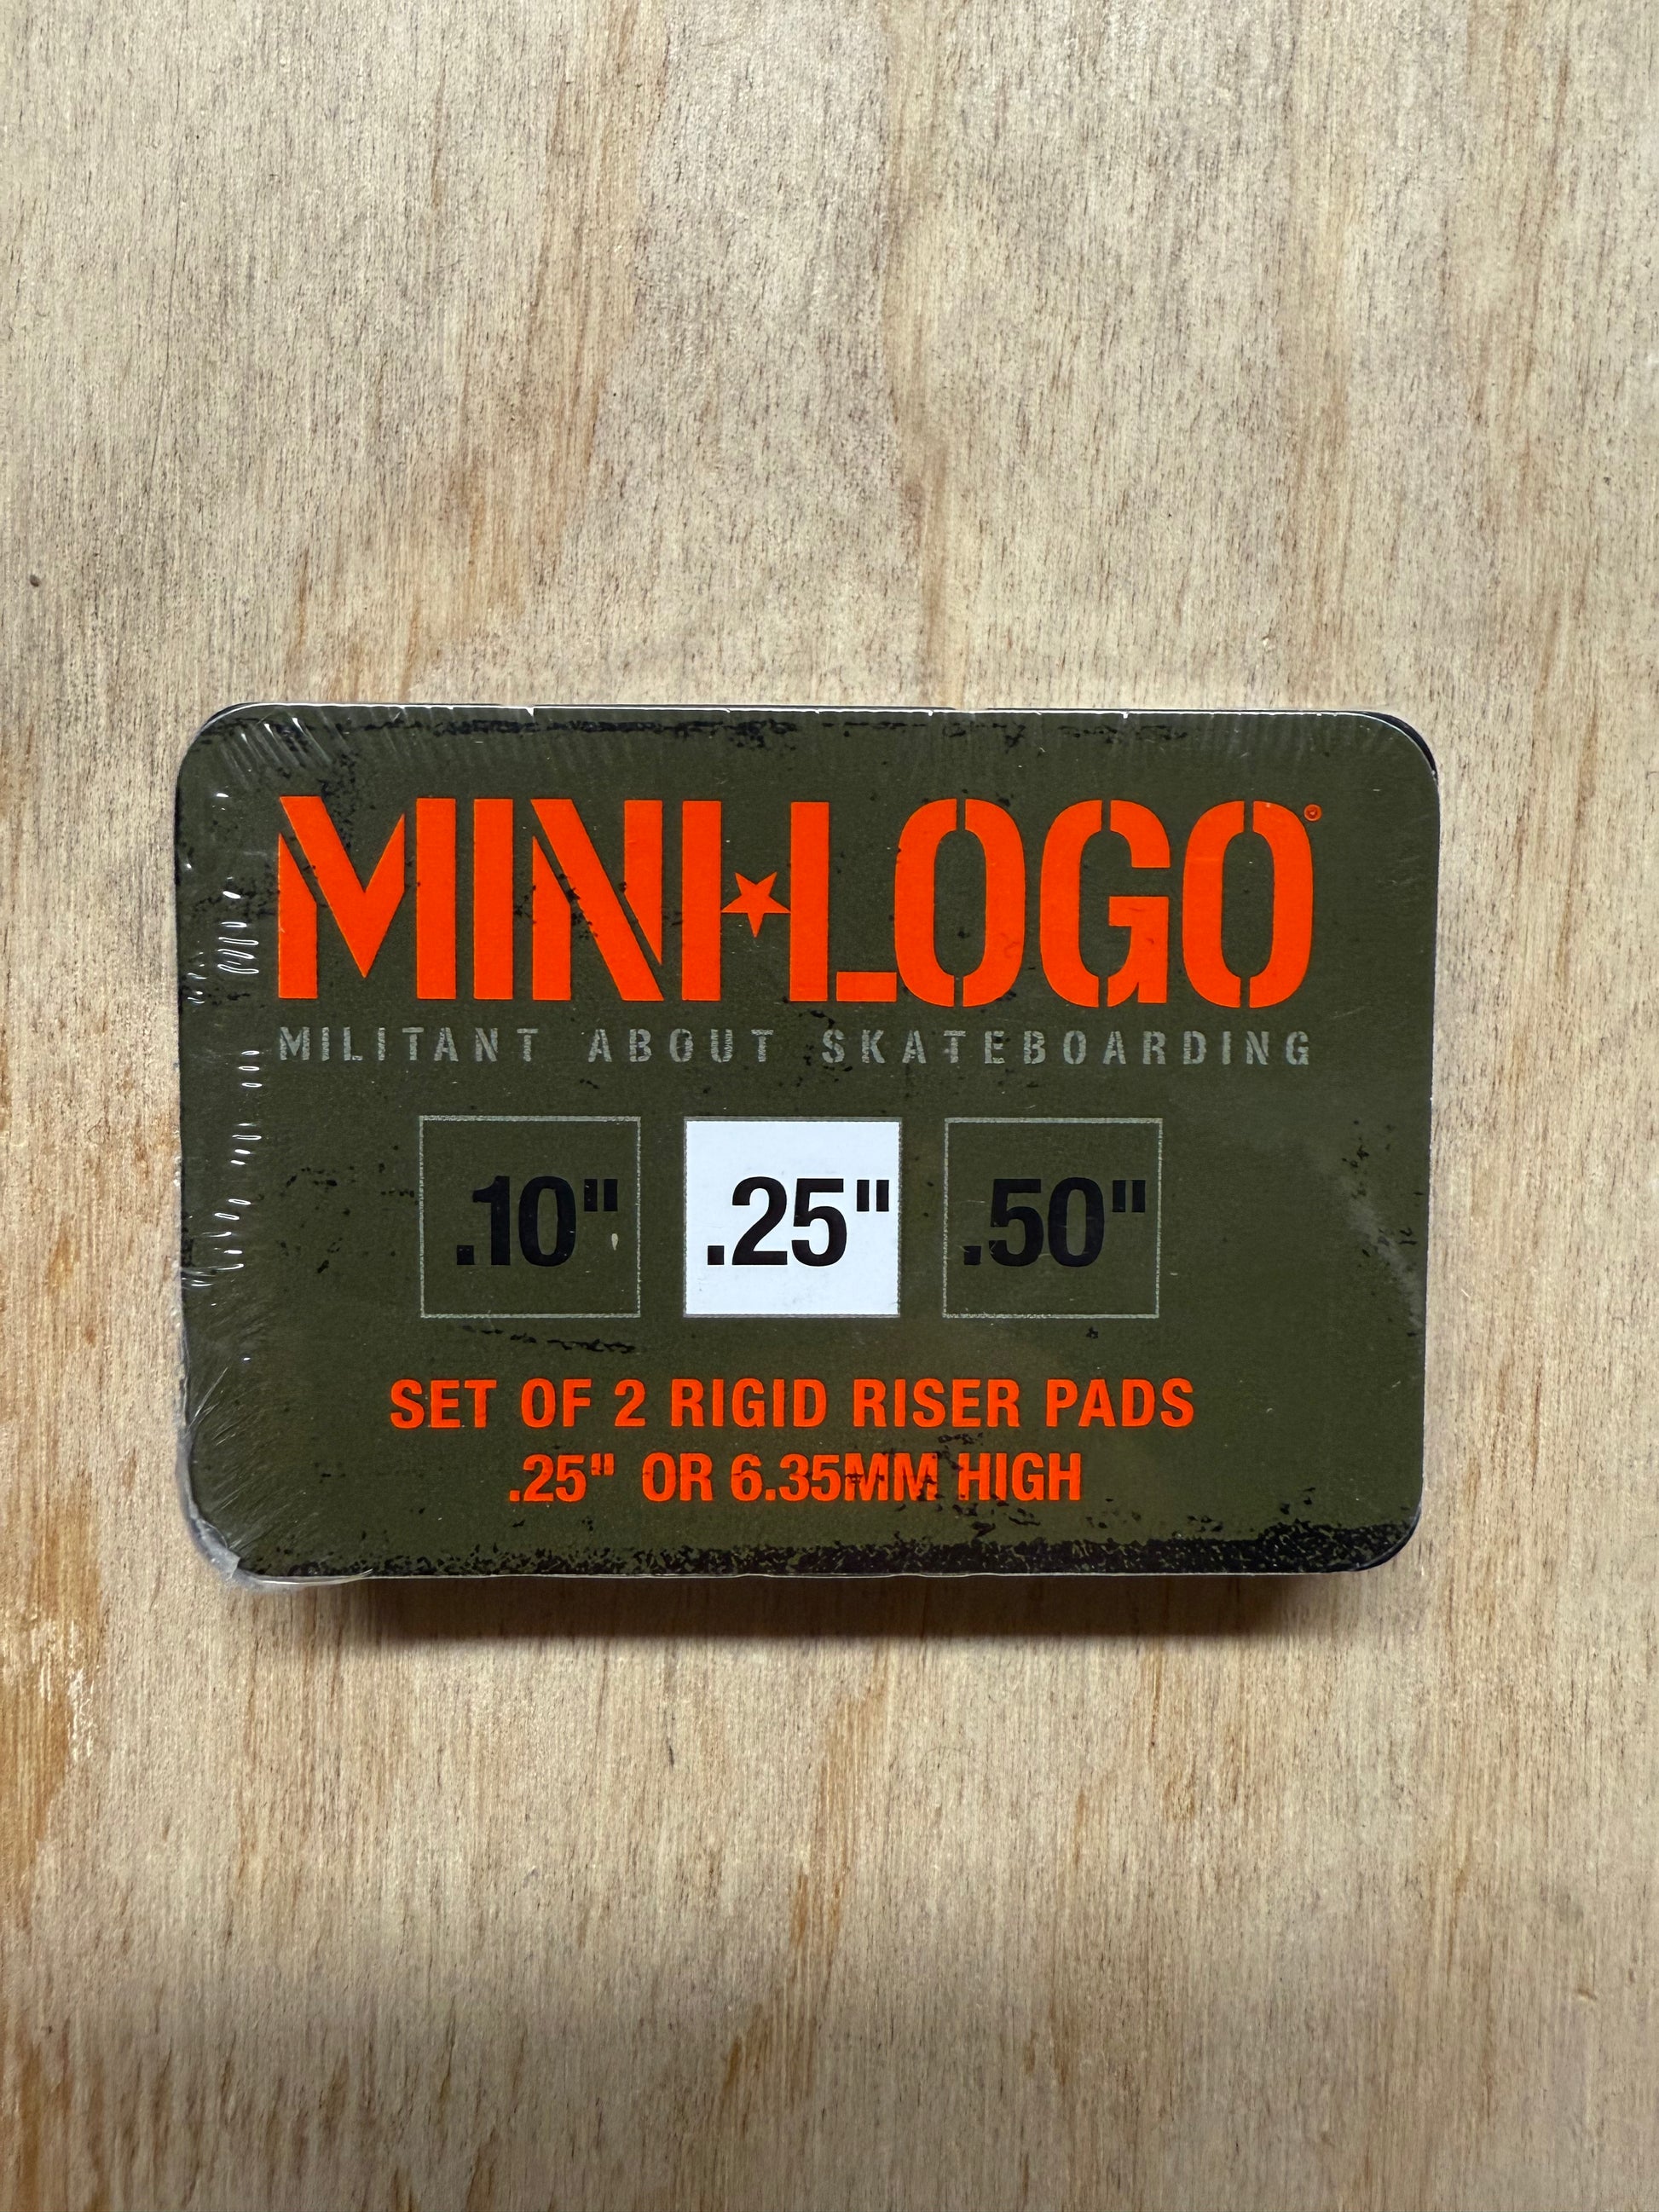 MINI LOGO
MILITANT ABOUT SKATEBOARDING
.10" .25" .50"
SET OF 2 RIGID RISER PADS
.25" OR 6.35MM HIGH